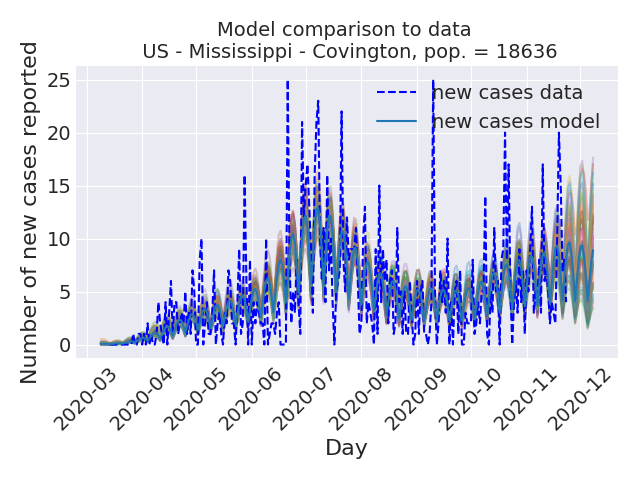 Model comparison to data
US - Mississippi - Covington, pop. = 18636
Number of new cases reported
25
20
15
10
5
0
new cases data
new cases model
2020-03
2020-04
2020-05
2020-06
2020-07
2020-08
2020-09
2020-10
2020-11
2020-12
Day